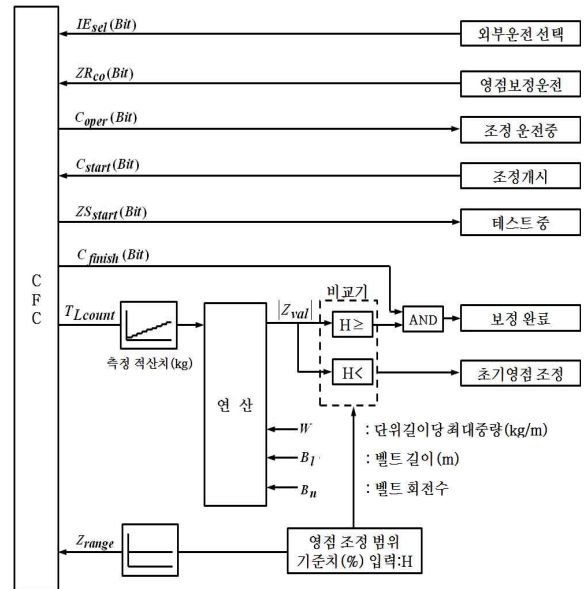 IEsel(Bit)
외부운전 선택
ZRco(Bit)
영점보정운전
Coper(Bit)
조정 운전중
Cstart(Bit)
조정개시
ZSstart(Bit)
테스트 중
Cfinish(Bit)
CFC
비교기
TLcount
|Zval|
H≥
AND
보정 완료
측정 적산치(kg)
H<
초기영점 조정
연 산
W : 단위길이당 최대중량(kg/m)
Bl : 벨트 길이(m)
Bn : 벨트 회전수
Zrange
영점 조정 범위
기준치(%) 입력:H